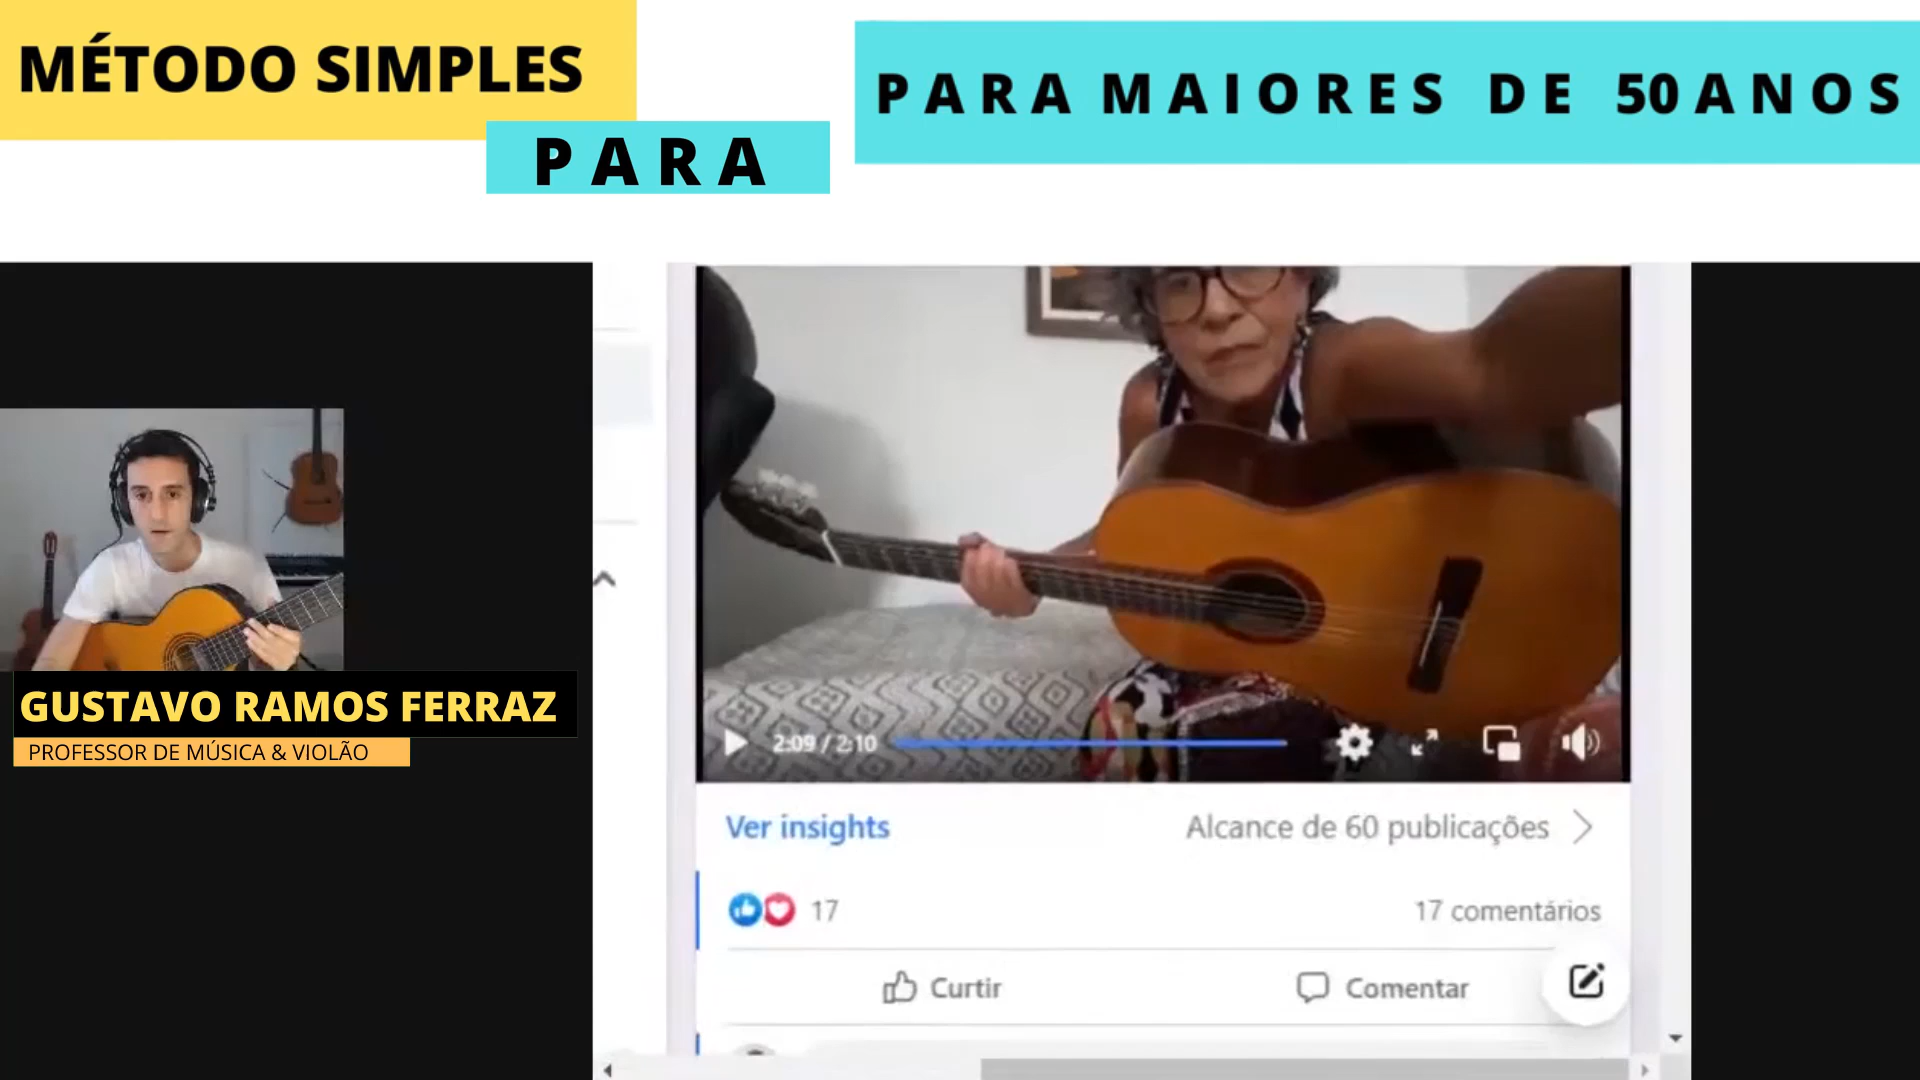 MÉTODO SIMPLES
PARA
PARA MAIORES DE 50 ANOS
GUSTAVO RAMOS FERRAZ
PROFESSOR DE MÚSICA & VIOLÃO
2:09 / 2:10
Ver insights
Alcance de 60 publicações
17
17 comentários
Curtir
Comentar